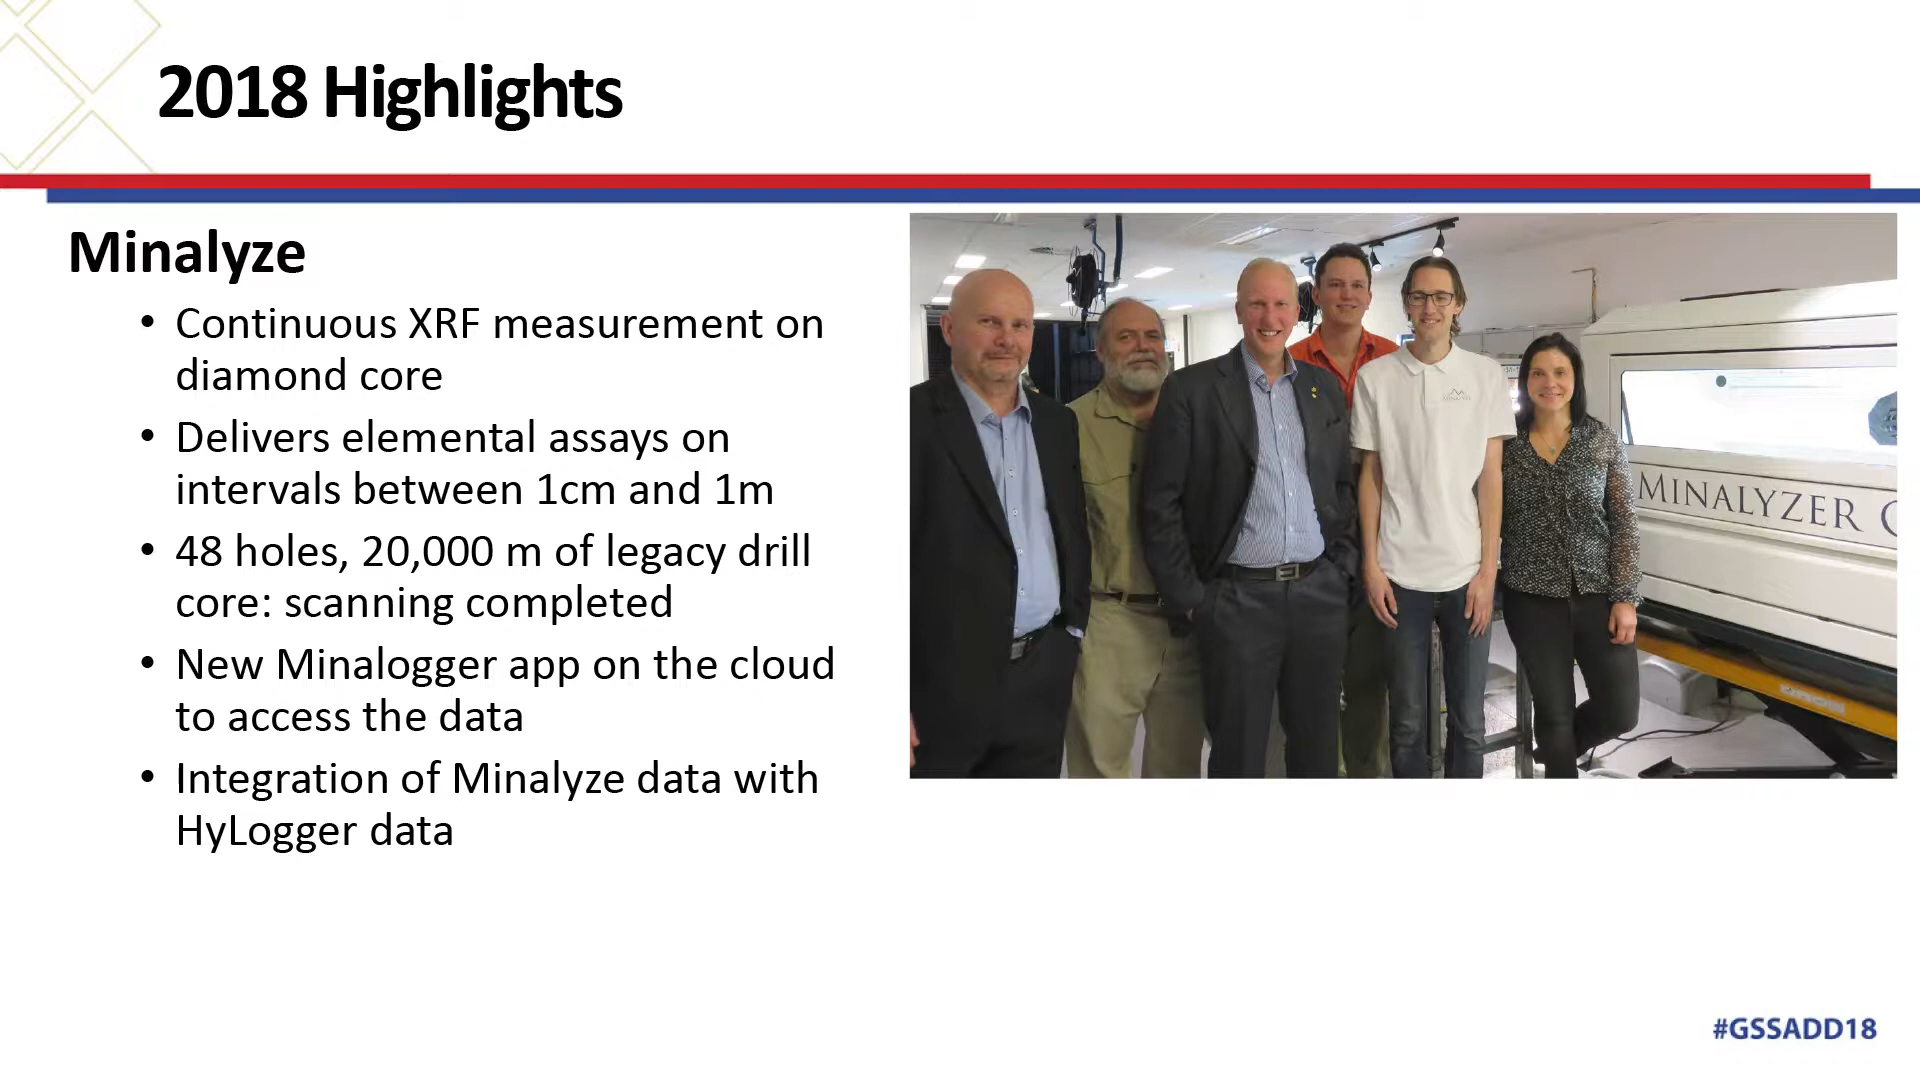 2018 Highlights
Minalyze
• Continuous XRF measurement on
diamond core
• Delivers elemental assays on
intervals between 1cm and 1m
• 48 holes, 20,000 m of legacy drill
core: scanning completed
• New Minalogger app on the cloud
to access the data
• Integration of Minalyze data with
HyLogger data
MINALYZER C
#GSSADD18